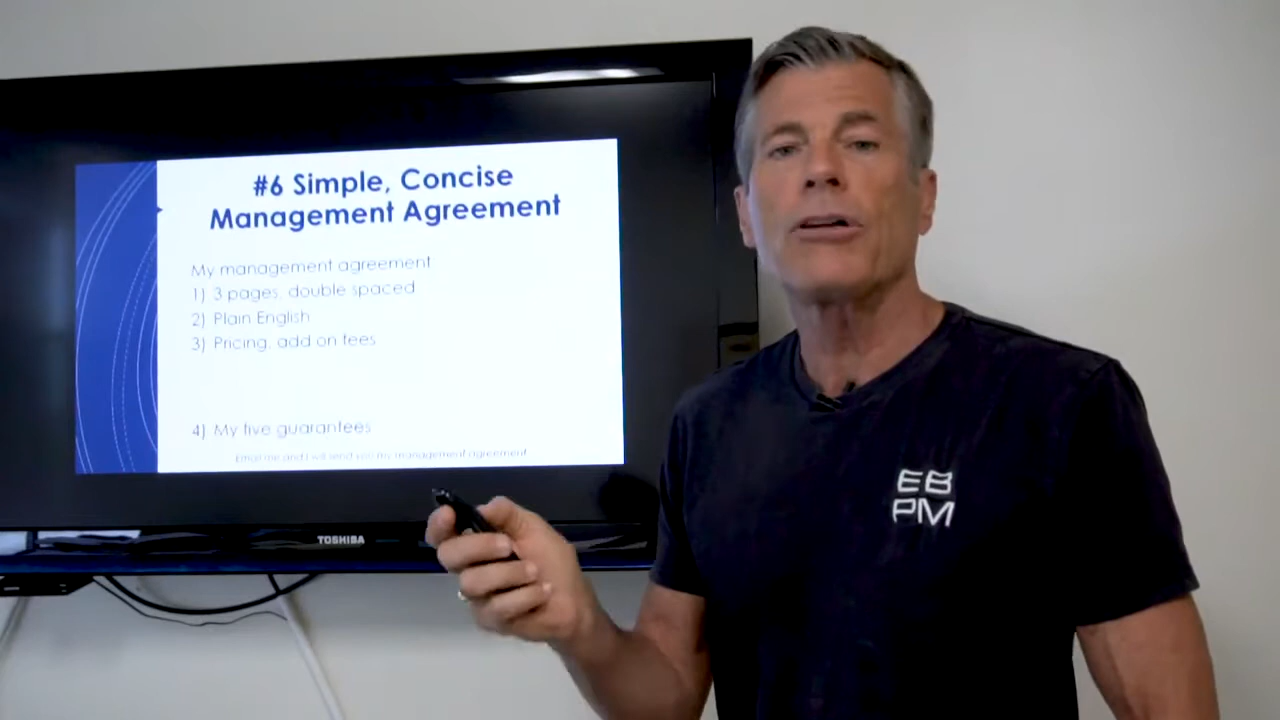 #6 Simple, Concise
Management Agreement
My management agreement
1) 3 pages, double spaced
2) Plain English
3) Pricing, add on fees
4) My five guarantees
Email me and I will send you my management agreement
TOSHIBA
EB
PM